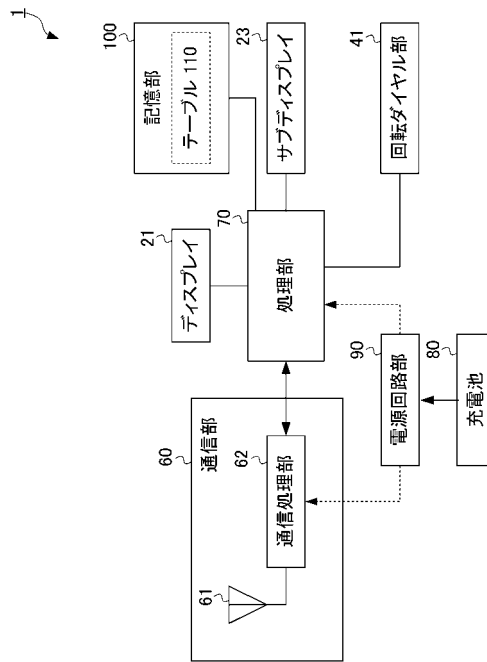 1
100
記憶部
テーブル 110
23
サブディスプレイ
41
回転ダイヤル部
21
ディスプレイ
70
処理部
90
電源回路部
80
充電池
60
通信部
62
通信処理部
61